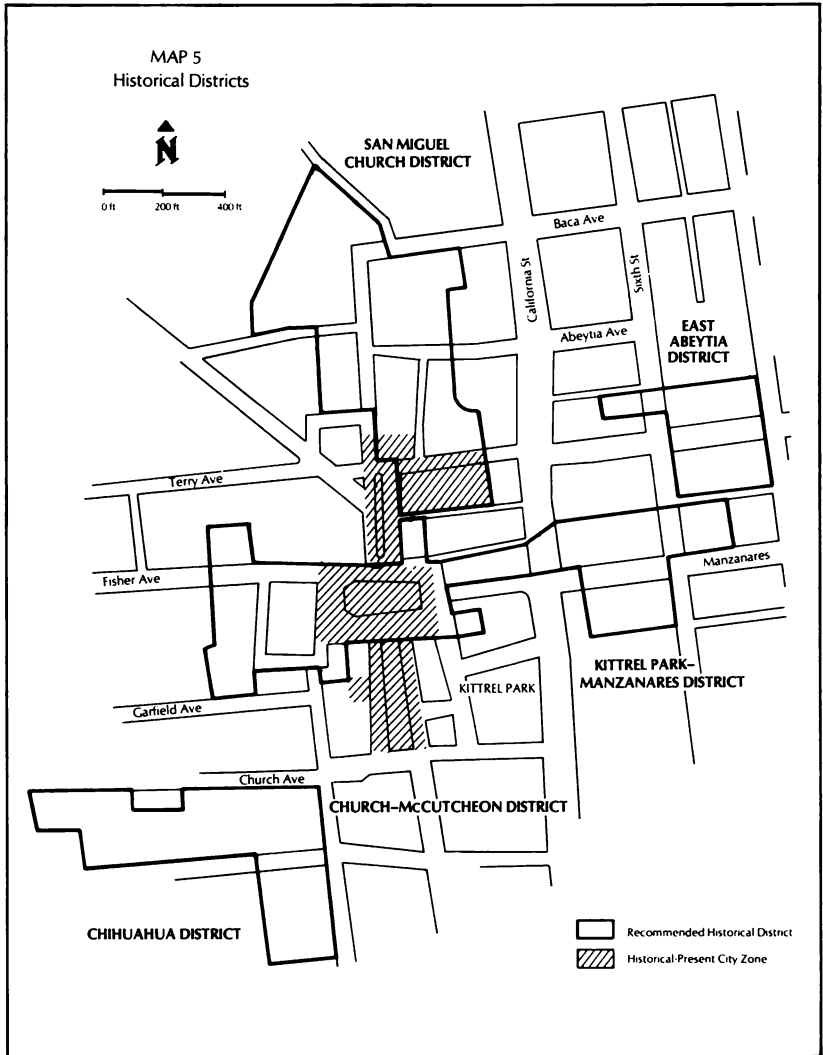 MAP 5
Historical Districts
N
0 ft 200 ft 400 ft
SAN MIGUEL
CHURCH DISTRICT
Baca Ave
California St
Sixth St
Abeytia Ave
EAST
ABEYTIA
DISTRICT
Terry Ave
Fisher Ave
Manzanares
KITTREL PARK–
MANZANARES DISTRICT
KITTREL PARK
Garfield Ave
Church Ave
CHURCH–McCUTCHEON DISTRICT
CHIHUAHUA DISTRICT
Recommended Historical District
Historical-Present City Zone